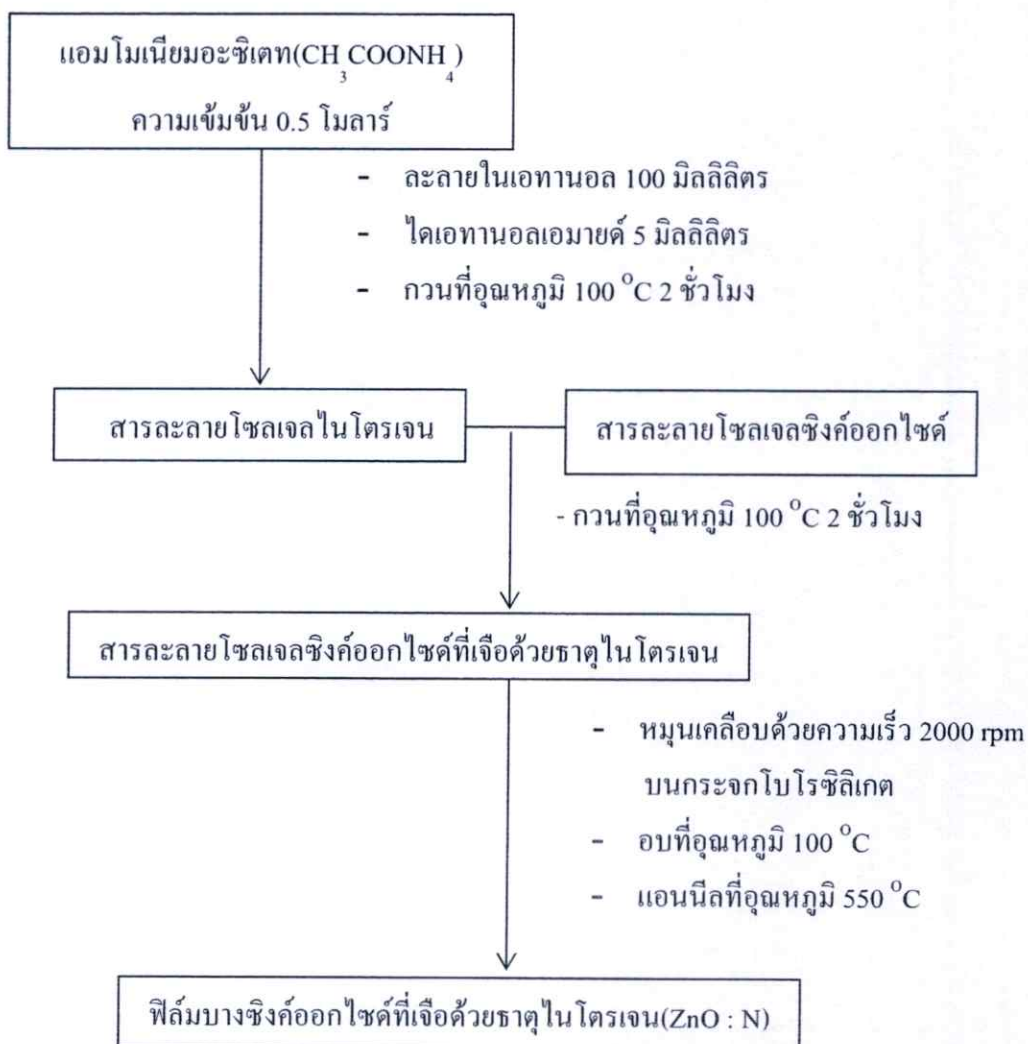 แอมโมเนียมอะซิเตท(CH₃COONH₄)
ความเข้มข้น 0.5 โมลาร์
- ละลายในเอทานอล 100 มิลลิลิตร
- ไดเอทานอลเอมายด์ 5 มิลลิลิตร
- กวนที่อุณหภูมิ 100 °C 2 ชั่วโมง
สารละลายโซลเจลไนโตรเจน
สารละลายโซลเจลซิงค์ออกไซด์
- กวนที่อุณหภูมิ 100 °C 2 ชั่วโมง
สารละลายโซลเจลซิงค์ออกไซด์ที่เจือด้วยธาตุไนโตรเจน
- หมุนเคลือบด้วยความเร็ว 2000 rpm
บนกระจกโบโรซิลิเกต
- อบที่อุณหภูมิ 100 °C
- แอนนีลที่อุณหภูมิ 550 °C
ฟิล์มบางซิงค์ออกไซด์ที่เจือด้วยธาตุไนโตรเจน(ZnO : N)